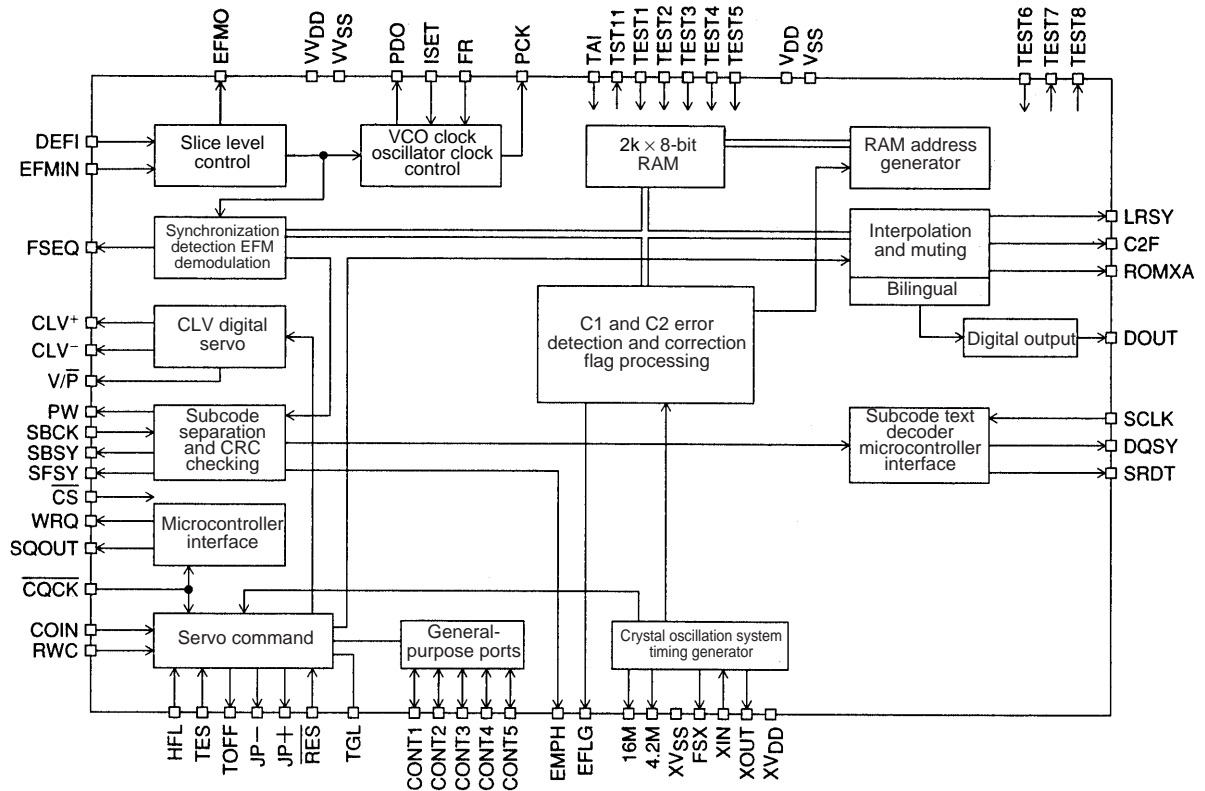 EFMO
VVDD
VVSS
PDO
ISET
FR
PCK
TAI
TST11
TEST1
TEST2
TEST3
TEST4
TEST5
VDD
VSS
TEST6
TEST7
TEST8
DEFI
EFMIN
Slice level
control
VCO clock
oscillator clock
control
2k × 8-bit
RAM
RAM address
generator
FSEQ
Synchronization
detection EFM
demodulation
Interpolation
and muting
Bilingual
LRSY
C2F
ROMXA
CLV+
CLV−
V/P̅
CLV digital
servo
C1 and C2 error
detection and correction
flag processing
Digital output
DOUT
PW
SBCK
SBSY
SFSY
Subcode
separation
and CRC
checking
Subcode text
decoder
microcontroller
interface
SCLK
DQSY
SRDT
C̅S̅
WRQ
SQOUT
Microcontroller
interface
C̅Q̅C̅K̅
COIN
RWC
Servo command
General-
purpose ports
Crystal oscillation system
timing generator
HFL
TES
TOFF
JP−
JP+
R̅E̅S̅
TGL
CONT1
CONT2
CONT3
CONT4
CONT5
EMPH
EFLG
16M
4.2M
XVSS
FSX
XIN
XOUT
XVDD